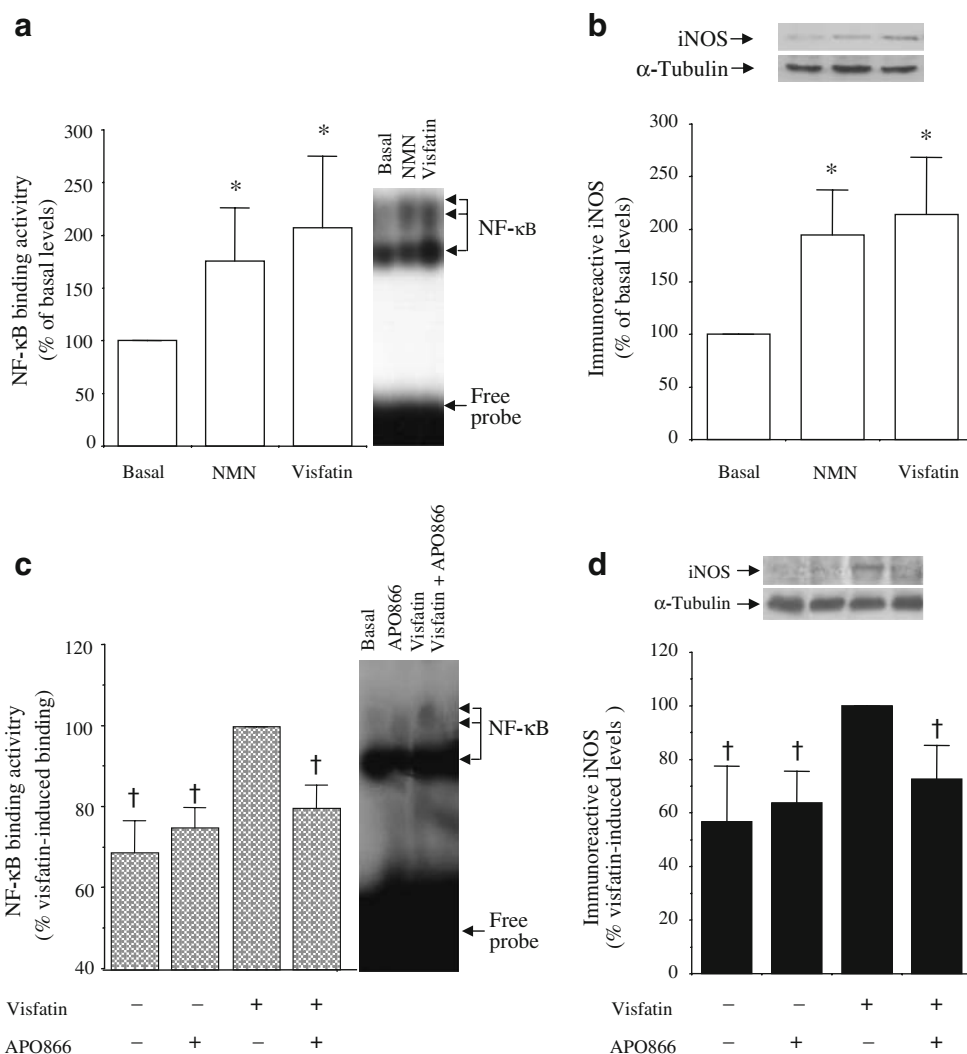 a
NF-κB binding activitry
(% of basal levels)
300
250
200
150
100
50
0
*
*
Basal
NMN
Visfatin
Basal
NMN
Visfatin
NF-κB
Free
probe
b
iNOS
α-Tubulin
Immunoreactive iNOS
(% of basal levels)
300
250
200
150
100
50
0
*
*
Basal
NMN
Visfatin
c
NF-κB binding activitry
(% visfatin-induced binding)
120
100
80
60
40
†
†
†
Basal
APO866
Visfatin
Visfatin + APO866
NF-κB
Free
probe
Visfatin – – + +
APO866 – + – +
d
iNOS
α-Tubulin
Immunoreactive iNOS
(% visfatin-induced levels)
120
100
80
60
40
20
0
†
†
†
Visfatin – – + +
APO866 – + – +